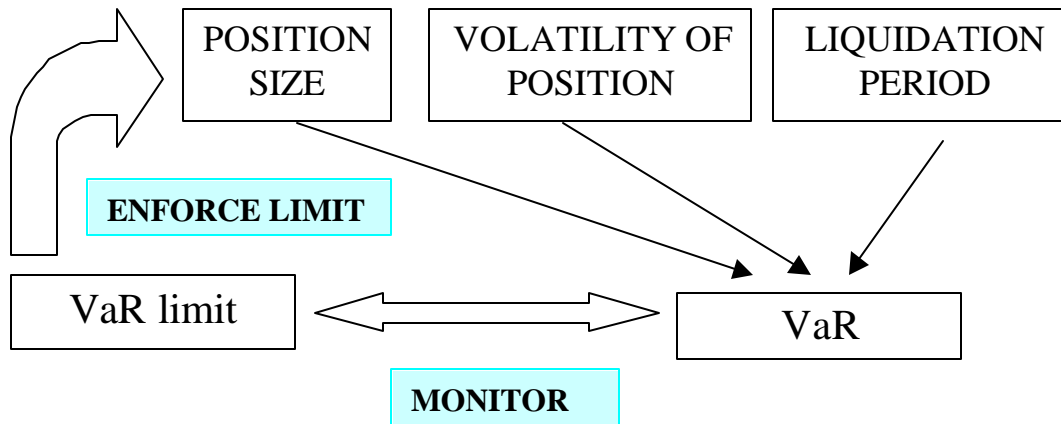 POSITION
SIZE
VOLATILITY OF
POSITION
LIQUIDATION
PERIOD
ENFORCE LIMIT
VaR limit
VaR
MONITOR